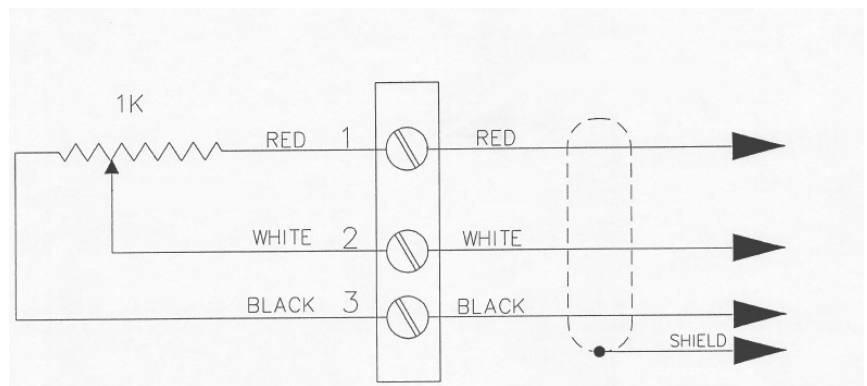 1K
RED 1 RED
WHITE 2 WHITE
BLACK 3 BLACK
SHIELD